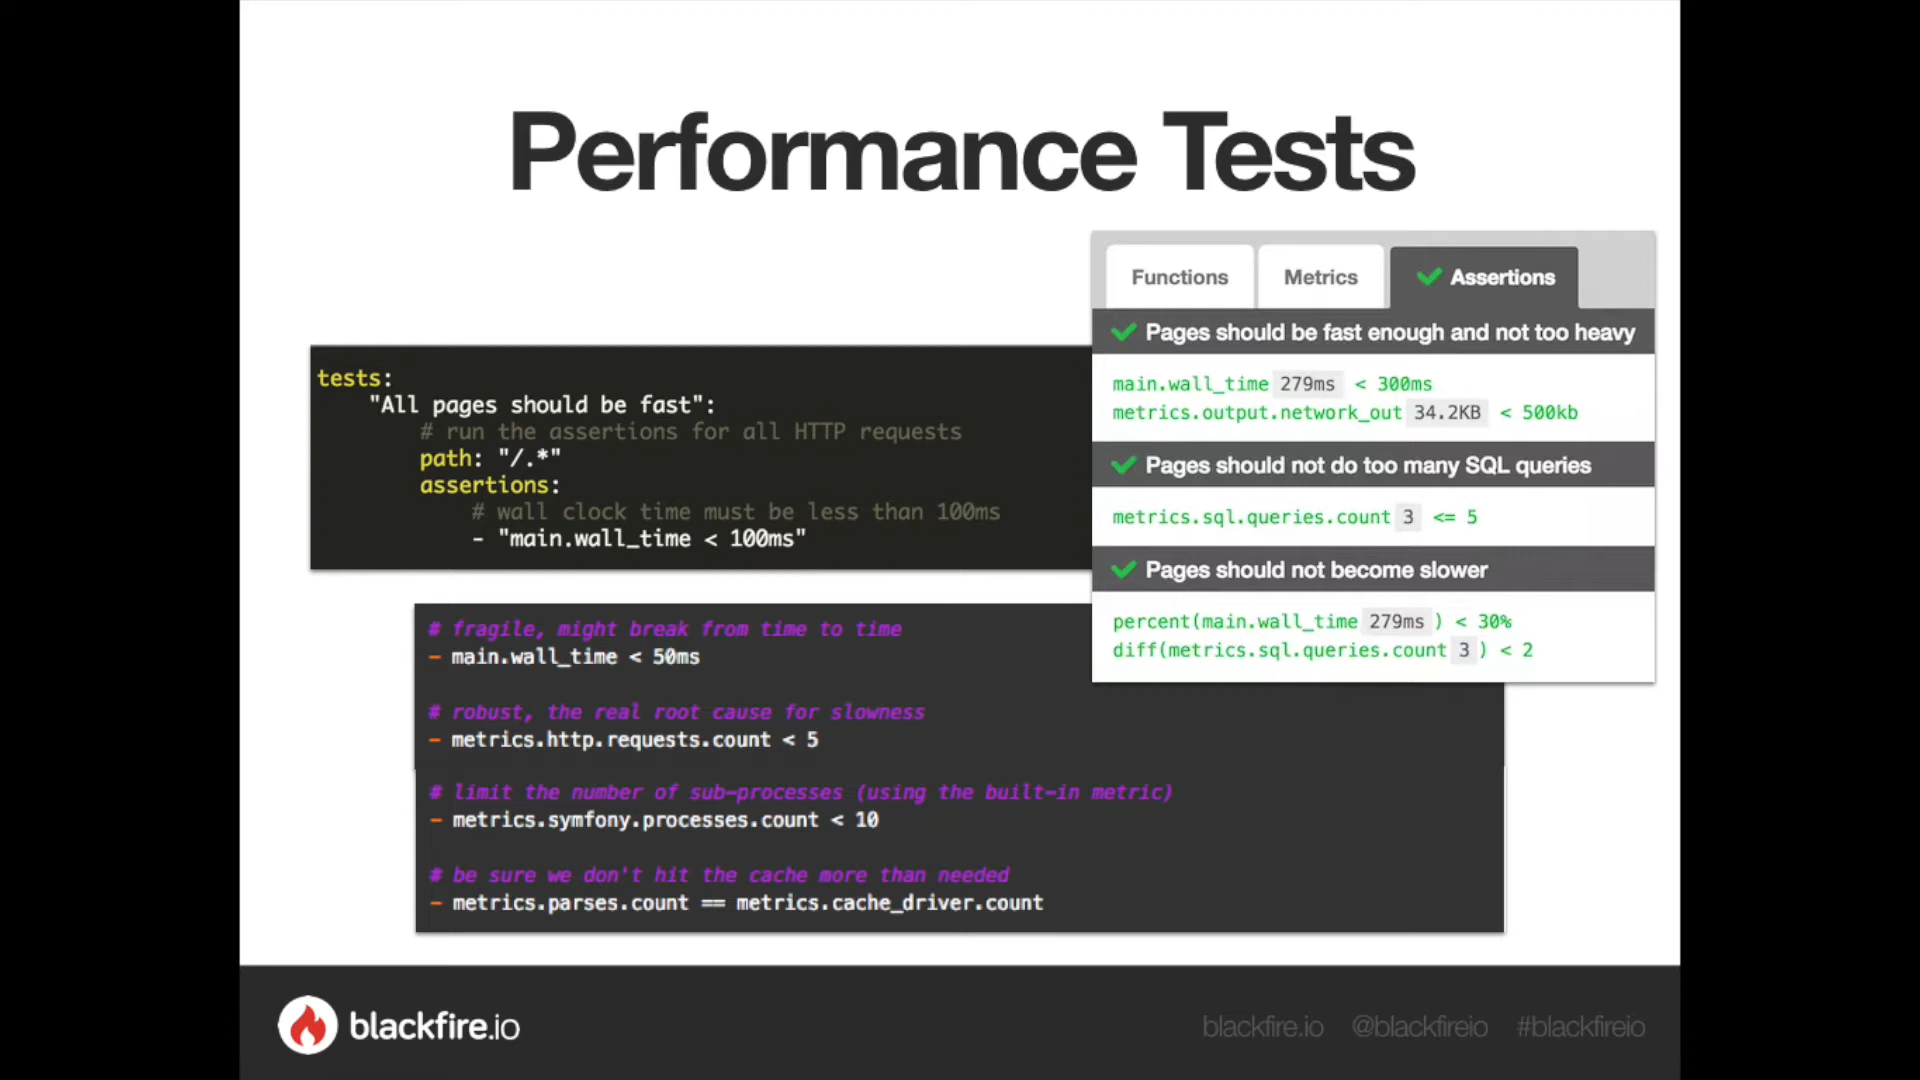 Performance Tests
Functions
Metrics
Assertions
Pages should be fast enough and not too heavy
main.wall_time 279ms < 300ms
metrics.output.network_out 34.2KB < 500kb
Pages should not do too many SQL queries
metrics.sql.queries.count 3 <= 5
Pages should not become slower
percent(main.wall_time 279ms ) < 30%
diff(metrics.sql.queries.count 3 ) < 2
tests:
"All pages should be fast":
# run the assertions for all HTTP requests
path: "/.*"
assertions:
# wall clock time must be less than 100ms
- "main.wall_time < 100ms"
# fragile, might break from time to time
- main.wall_time < 50ms
# robust, the real root cause for slowness
- metrics.http.requests.count < 5
# limit the number of sub-processes (using the built-in metric)
- metrics.symfony.processes.count < 10
# be sure we don't hit the cache more than needed
- metrics.parses.count == metrics.cache_driver.count
blackfire.io
blackfire.io @blackfireio #blackfireio